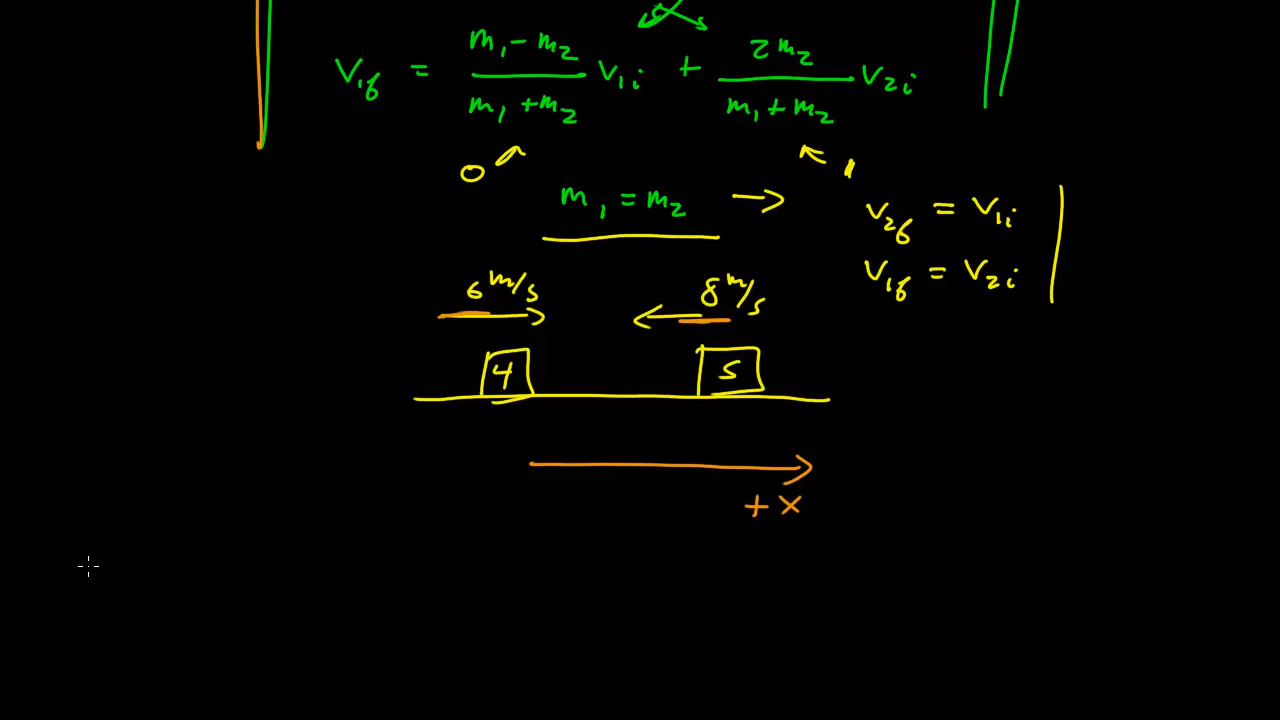 V₁f = (m₁ - m₂)/(m₁ + m₂) V₁i + 2m₂/(m₁ + m₂) V₂i
0
1
m₁ = m₂ → V₂f = V₁i
V₁f = V₂i
6 m/s 8 m/s
4 5
+ x